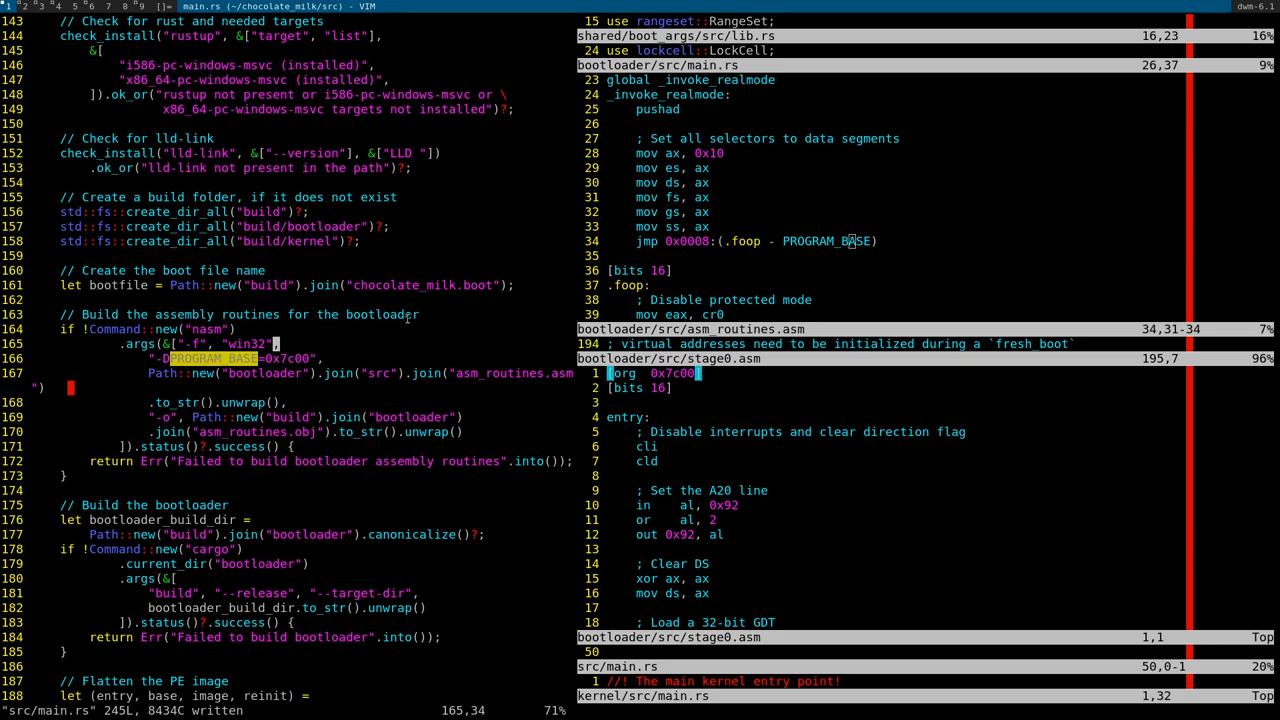 1 2 3 4 5 6 7 8 9 []= main.rs (~/chocolate_milk/src) - VIM dwm-6.1
143     // Check for rust and needed targets
144     check_install("rustup", &["target", "list"],
145         &[
146             "i586-pc-windows-msvc (installed)",
147             "x86_64-pc-windows-msvc (installed)",
148         ]).ok_or("rustup not present or i586-pc-windows-msvc or \
149                   x86_64-pc-windows-msvc targets not installed")?;
150
151     // Check for lld-link
152     check_install("lld-link", &["--version"], &["LLD "])
153         .ok_or("lld-link not present in the path")?;
154
155     // Create a build folder, if it does not exist
156     std::fs::create_dir_all("build")?;
157     std::fs::create_dir_all("build/bootloader")?;
158     std::fs::create_dir_all("build/kernel")?;
159
160     // Create the boot file name
161     let bootfile = Path::new("build").join("chocolate_milk.boot");
162
163     // Build the assembly routines for the bootloader
164     if !Command::new("nasm")
165             .args(&["-f", "win32",
166                 "-DPROGRAM_BASE=0x7c00",
167                 Path::new("bootloader").join("src").join("asm_routines.asm
")
168                 .to_str().unwrap(),
169                 "-o", Path::new("build").join("bootloader")
170                 .join("asm_routines.obj").to_str().unwrap()
171             ]).status()?.success() {
172         return Err("Failed to build bootloader assembly routines".into());
173     }
174
175     // Build the bootloader
176     let bootloader_build_dir =
177         Path::new("build").join("bootloader").canonicalize()?;
178     if !Command::new("cargo")
179             .current_dir("bootloader")
180             .args(&[
181                 "build", "--release", "--target-dir",
182                 bootloader_build_dir.to_str().unwrap()
183             ]).status()?.success() {
184         return Err("Failed to build bootloader".into());
185     }
186
187     // Flatten the PE image
188     let (entry, base, image, reinit) =
"src/main.rs" 245L, 8434C written 165,34 71%
15 use rangeset::RangeSet;
shared/boot_args/src/lib.rs 16,23 16%
24 use lockcell::LockCell;
bootloader/src/main.rs 26,37 9%
23 global _invoke_realmode
24 _invoke_realmode:
25     pushad
26
27     ; Set all selectors to data segments
28     mov ax, 0x10
29     mov es, ax
30     mov ds, ax
31     mov fs, ax
32     mov gs, ax
33     mov ss, ax
34     jmp 0x0008:(.foop - PROGRAM_BASE)
35
36 [bits 16]
37 .foop:
38     ; Disable protected mode
39     mov eax, cr0
bootloader/src/asm_routines.asm 34,31-34 7%
194 ; virtual addresses need to be initialized during a `fresh_boot`
bootloader/src/stage0.asm 195,7 96%
1 [org  0x7c00]
2 [bits 16]
3
4 entry:
5     ; Disable interrupts and clear direction flag
6     cli
7     cld
8
9     ; Set the A20 line
10     in    al, 0x92
11     or    al, 2
12     out 0x92, al
13
14     ; Clear DS
15     xor ax, ax
16     mov ds, ax
17
18     ; Load a 32-bit GDT
bootloader/src/stage0.asm 1,1 Top
50
src/main.rs 50,0-1 20%
1 //! The main kernel entry point!
kernel/src/main.rs 1,32 Top